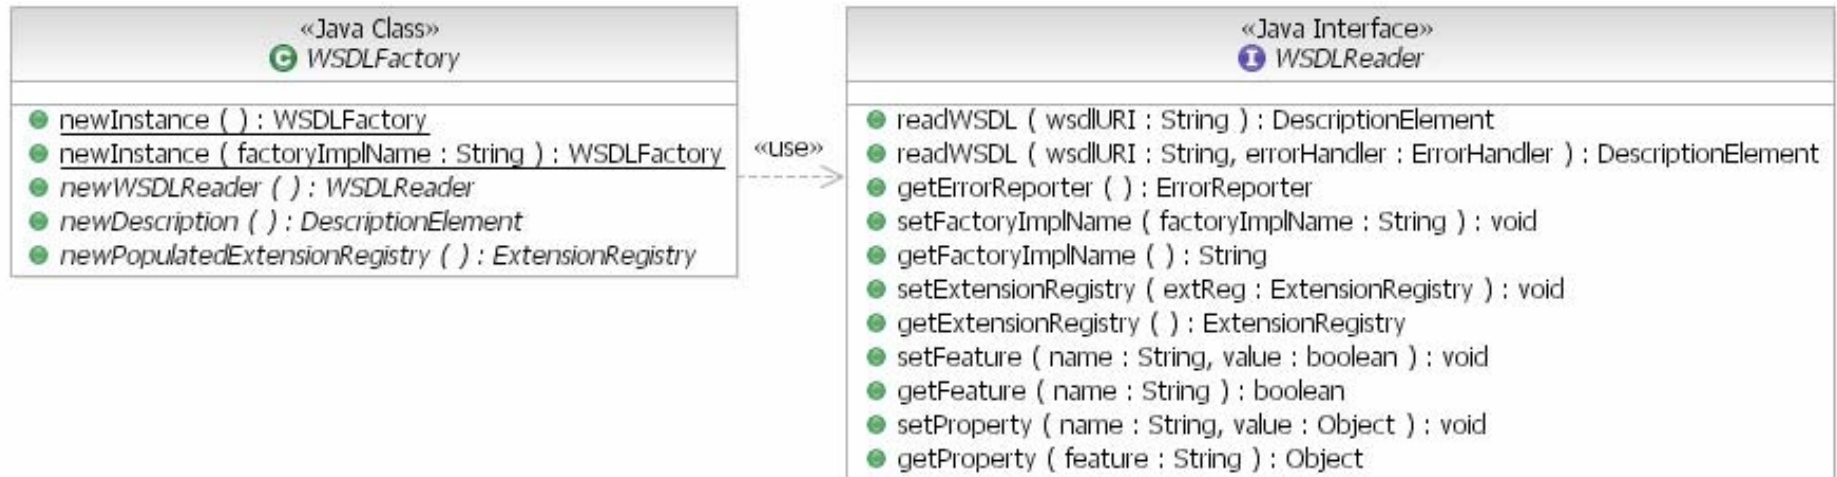 «Java Class»
WSDLFactory
newInstance ( ) : WSDLFactory
newInstance ( factoryImplName : String ) : WSDLFactory
newWSDLReader ( ) : WSDLReader
newDescription ( ) : DescriptionElement
newPopulatedExtensionRegistry ( ) : ExtensionRegistry
«use»
«Java Interface»
WSDLReader
readWSDL ( wsdlURI : String ) : DescriptionElement
readWSDL ( wsdlURI : String, errorHandler : ErrorHandler ) : DescriptionElement
getErrorReporter ( ) : ErrorReporter
setFactoryImplName ( factoryImplName : String ) : void
getFactoryImplName ( ) : String
setExtensionRegistry ( extReg : ExtensionRegistry ) : void
getExtensionRegistry ( ) : ExtensionRegistry
setFeature ( name : String, value : boolean ) : void
getFeature ( name : String ) : boolean
setProperty ( name : String, value : Object ) : void
getProperty ( feature : String ) : Object